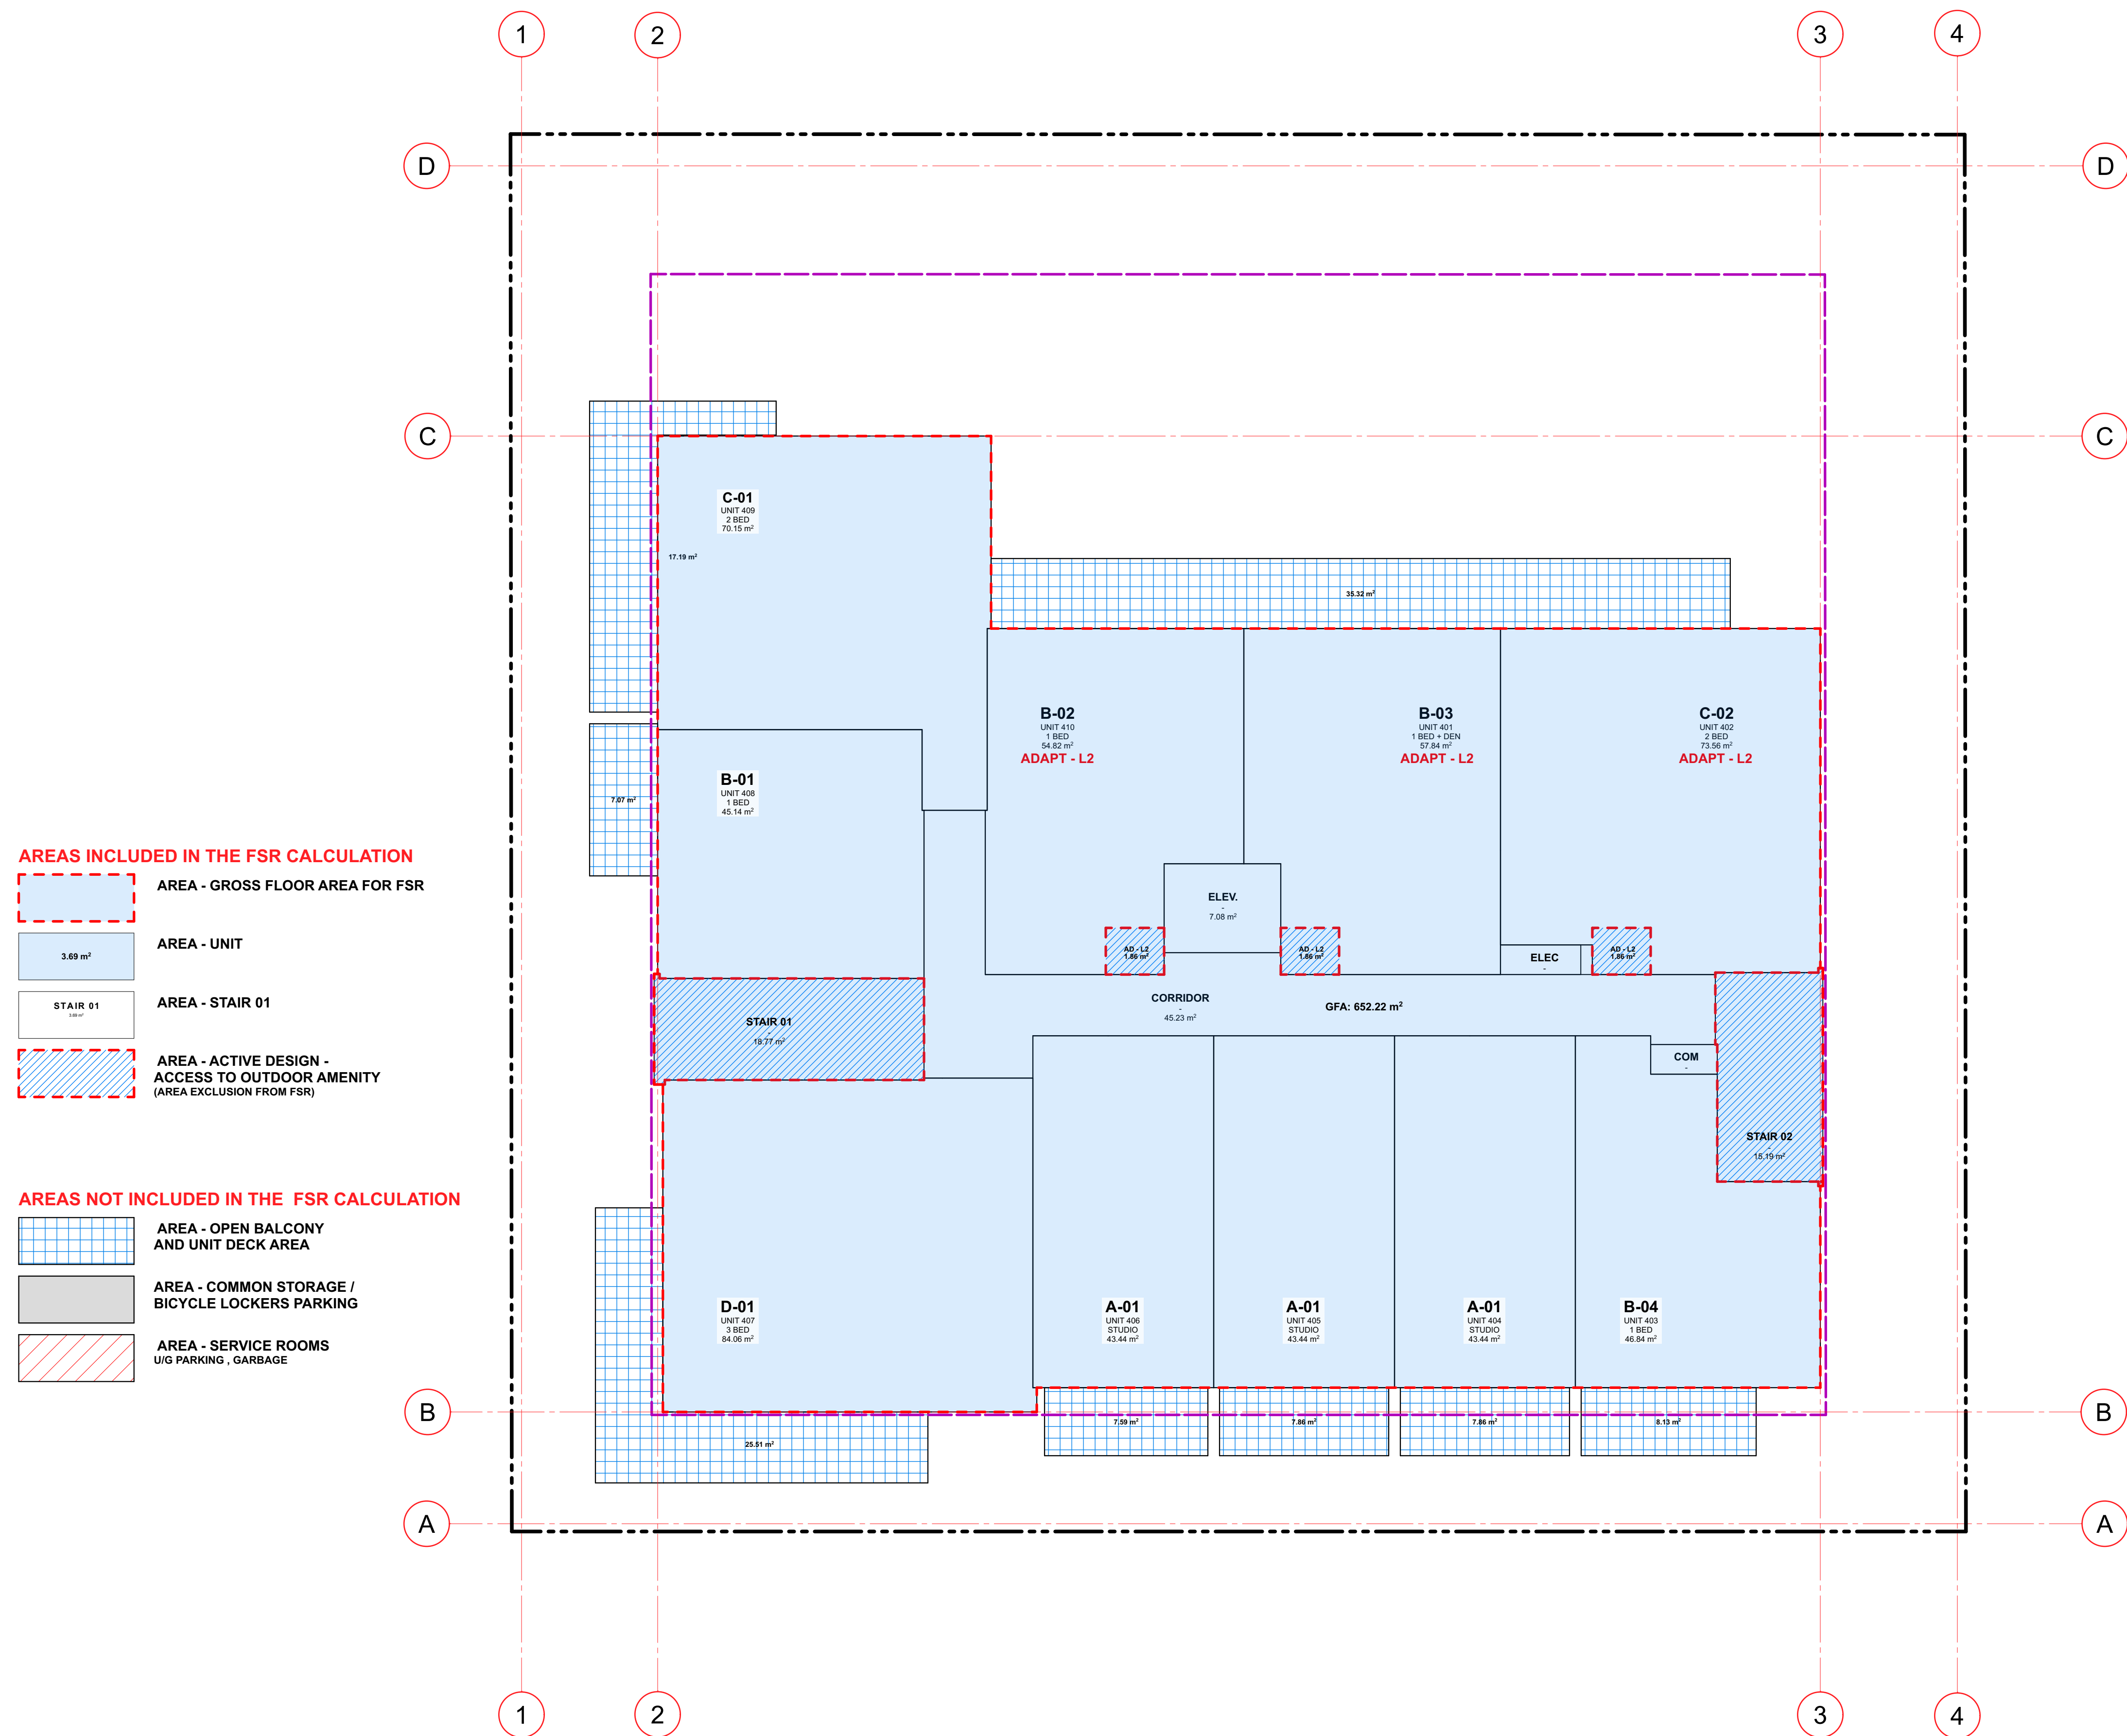 1
2
3
4
D
D
C
C
C-01
UNIT 409
2 BED
70.15 m²
17.19 m²
35.32 m²
B-02
UNIT 410
1 BED
54.82 m²
ADAPT - L2
B-03
UNIT 401
1 BED + DEN
57.84 m²
ADAPT - L2
C-02
UNIT 402
2 BED
73.56 m²
ADAPT - L2
B-01
UNIT 408
1 BED
45.14 m²
7.07 m²
ELEV.
-
7.08 m²
AD - L2
1.86 m²
AD - L2
1.86 m²
AD - L2
1.86 m²
ELEC
-
CORRIDOR
-
45.23 m²
GFA: 652.22 m²
STAIR 01
-
18.77 m²
COM
-
STAIR 02
-
15.19 m²
D-01
UNIT 407
3 BED
84.06 m²
A-01
UNIT 406
STUDIO
43.44 m²
A-01
UNIT 405
STUDIO
43.44 m²
A-01
UNIT 404
STUDIO
43.44 m²
B-04
UNIT 403
1 BED
46.84 m²
25.51 m²
7.59 m²
7.86 m²
7.86 m²
8.13 m²
B
B
A
A
1
2
3
4
AREAS INCLUDED IN THE FSR CALCULATION
AREA - GROSS FLOOR AREA FOR FSR
3.69 m²
AREA - UNIT
STAIR 01
3.69 m²
AREA - STAIR 01
AREA - ACTIVE DESIGN -
ACCESS TO OUTDOOR AMENITY
(AREA EXCLUSION FROM FSR)
AREAS NOT INCLUDED IN THE FSR CALCULATION
AREA - OPEN BALCONY
AND UNIT DECK AREA
AREA - COMMON STORAGE /
BICYCLE LOCKERS PARKING
AREA - SERVICE ROOMS
U/G PARKING , GARBAGE